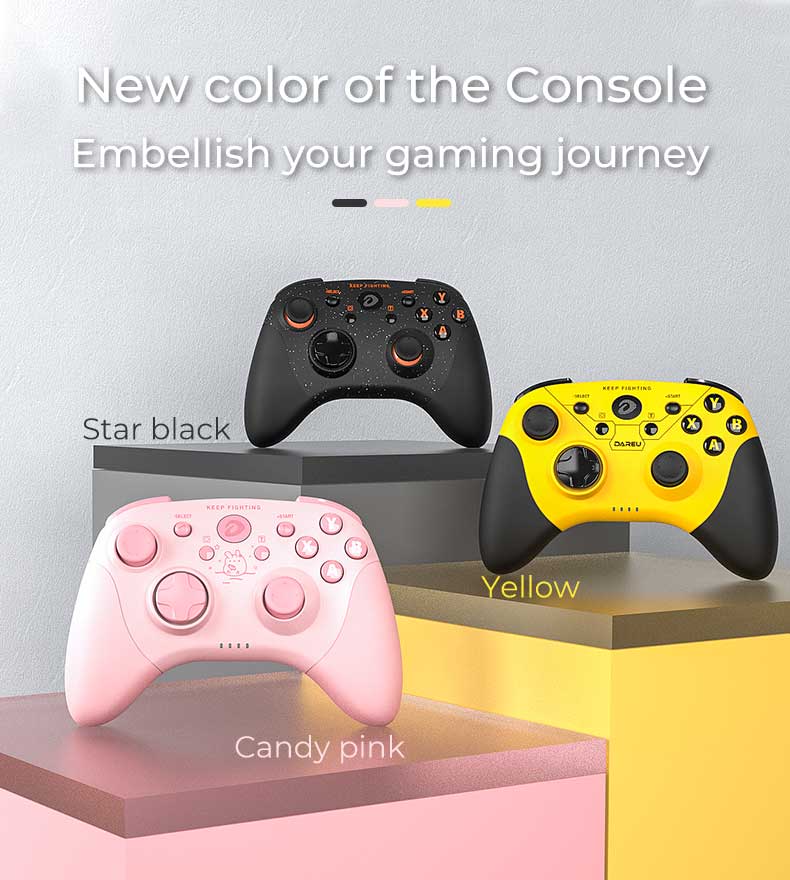 New color of the Console
Embellish your gaming journey
KEEP FIGHTING
-SELECT
+START
Y
X
B
A
Star black
KEEP FIGHTING
-SELECT
+START
Y
X
B
A
DAREU
Yellow
KEEP FIGHTING
-SELECT
+START
T
Y
X
B
A
Candy pink